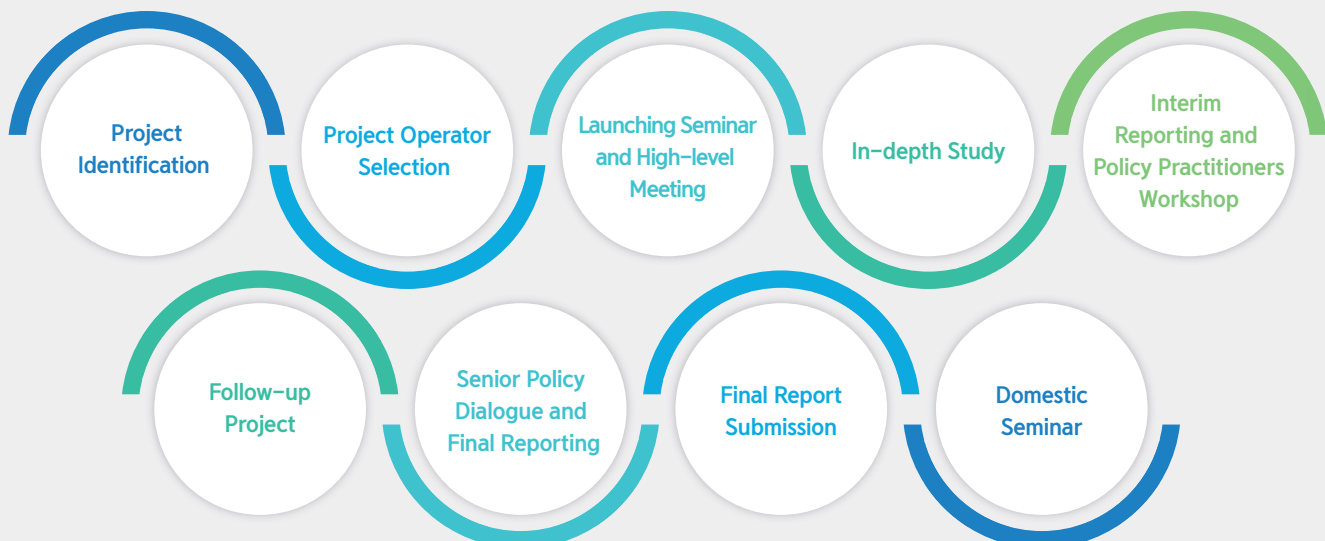 Project
Identification
Project Operator
Selection
Launching Seminar
and High-level
Meeting
In-depth Study
Interim
Reporting and
Policy Practitioners
Workshop
Follow-up
Project
Senior Policy
Dialogue and
Final Reporting
Final Report
Submission
Domestic
Seminar